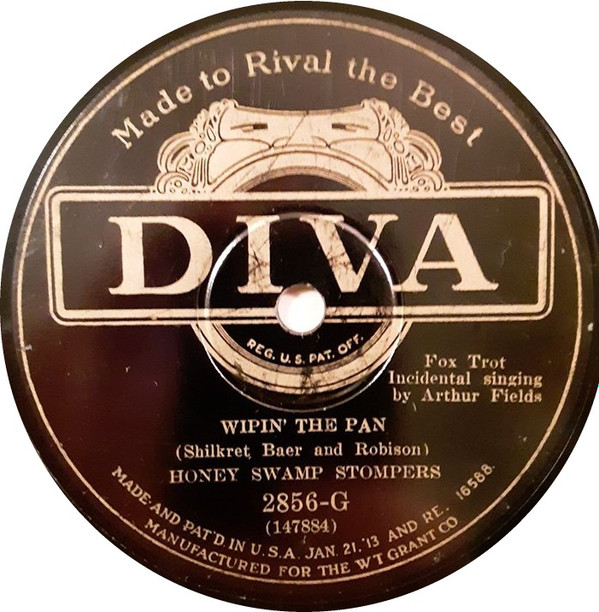 Made to Rival the Best
DIVA
REG. U.S. PAT. OFF.
Fox Trot
Incidental singing
by Arthur Fields
WIPIN' THE PAN
(Shilkret, Baer and Robison)
HONEY SWAMP STOMPERS
2856-G
(147884)
MADE AND PAT'D IN U.S.A. JAN. 21, '13 AND RE. 16588.
MANUFACTURED FOR THE W T GRANT CO